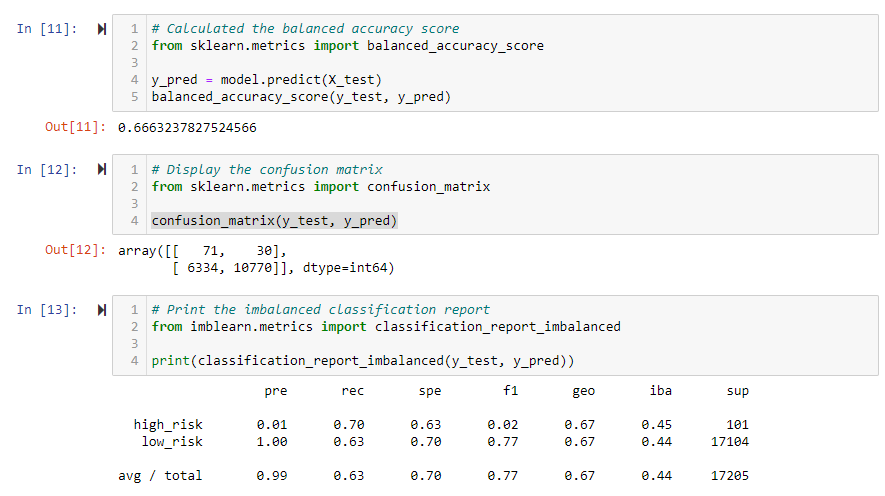 In [11]:
1 # Calculated the balanced accuracy score
2 from sklearn.metrics import balanced_accuracy_score
3
4 y_pred = model.predict(X_test)
5 balanced_accuracy_score(y_test, y_pred)
Out[11]: 0.6663237827524566
In [12]:
1 # Display the confusion matrix
2 from sklearn.metrics import confusion_matrix
3
4 confusion_matrix(y_test, y_pred)
Out[12]: array([[   71,    30],
       [ 6334, 10770]], dtype=int64)
In [13]:
1 # Print the imbalanced classification report
2 from imblearn.metrics import classification_report_imbalanced
3
4 print(classification_report_imbalanced(y_test, y_pred))
                   pre       rec       spe        f1       geo       iba       sup
  high_risk       0.01      0.70      0.63      0.02      0.67      0.45       101
   low_risk       1.00      0.63      0.70      0.77      0.67      0.44     17104
avg / total       0.99      0.63      0.70      0.77      0.67      0.44     17205